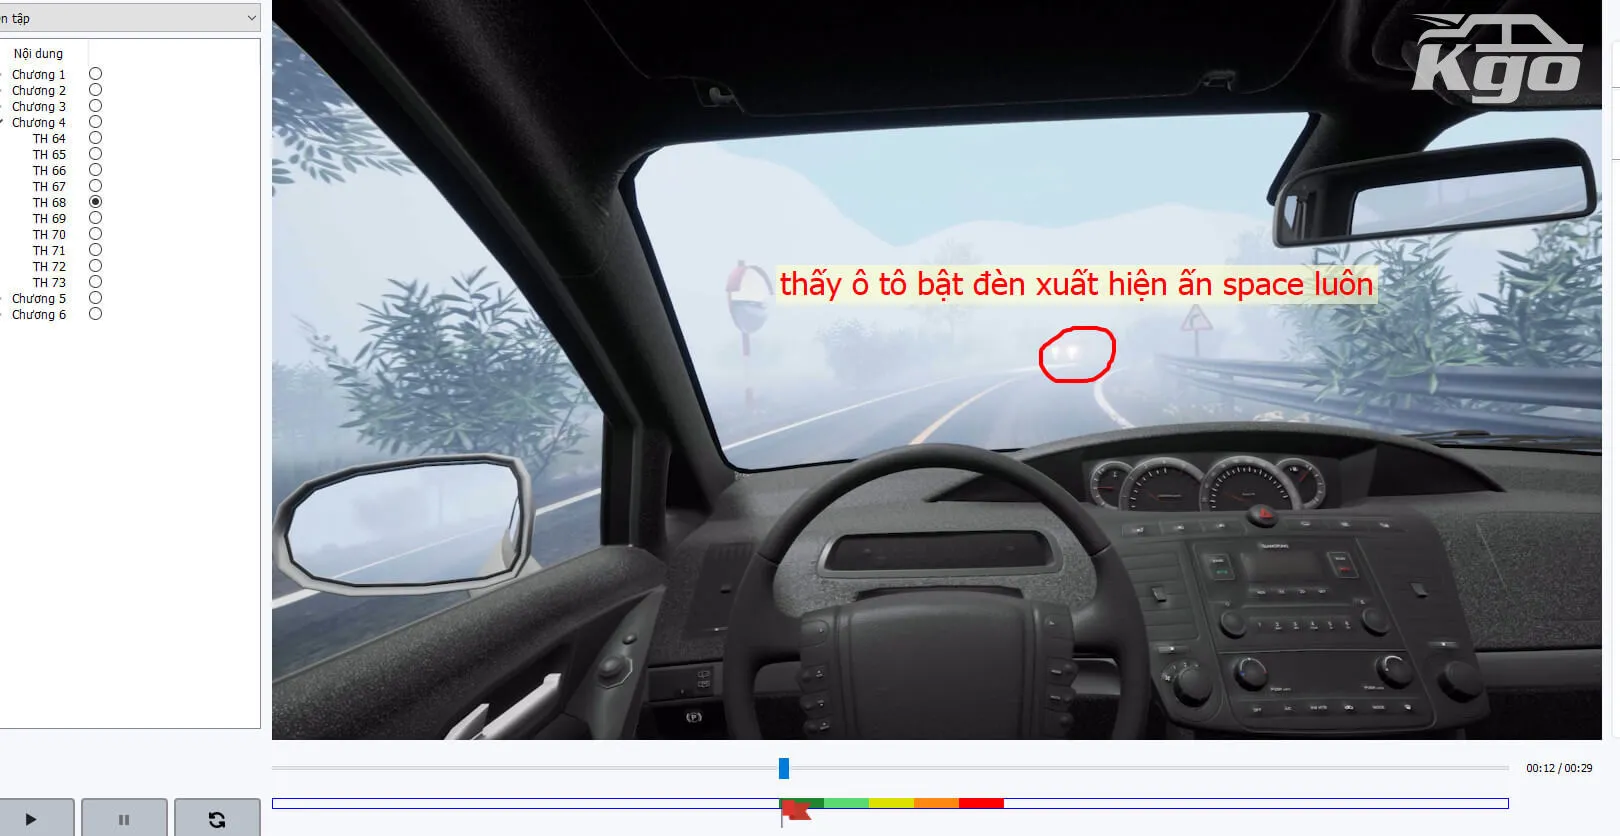 n tập
Nội dung
Chương 1
Chương 2
Chương 3
Chương 4
TH 64
TH 65
TH 66
TH 67
TH 68
TH 69
TH 70
TH 71
TH 72
TH 73
Chương 5
Chương 6
Kgo
thấy ô tô bật đèn xuất hiện ấn space luôn
00:12 / 00:29